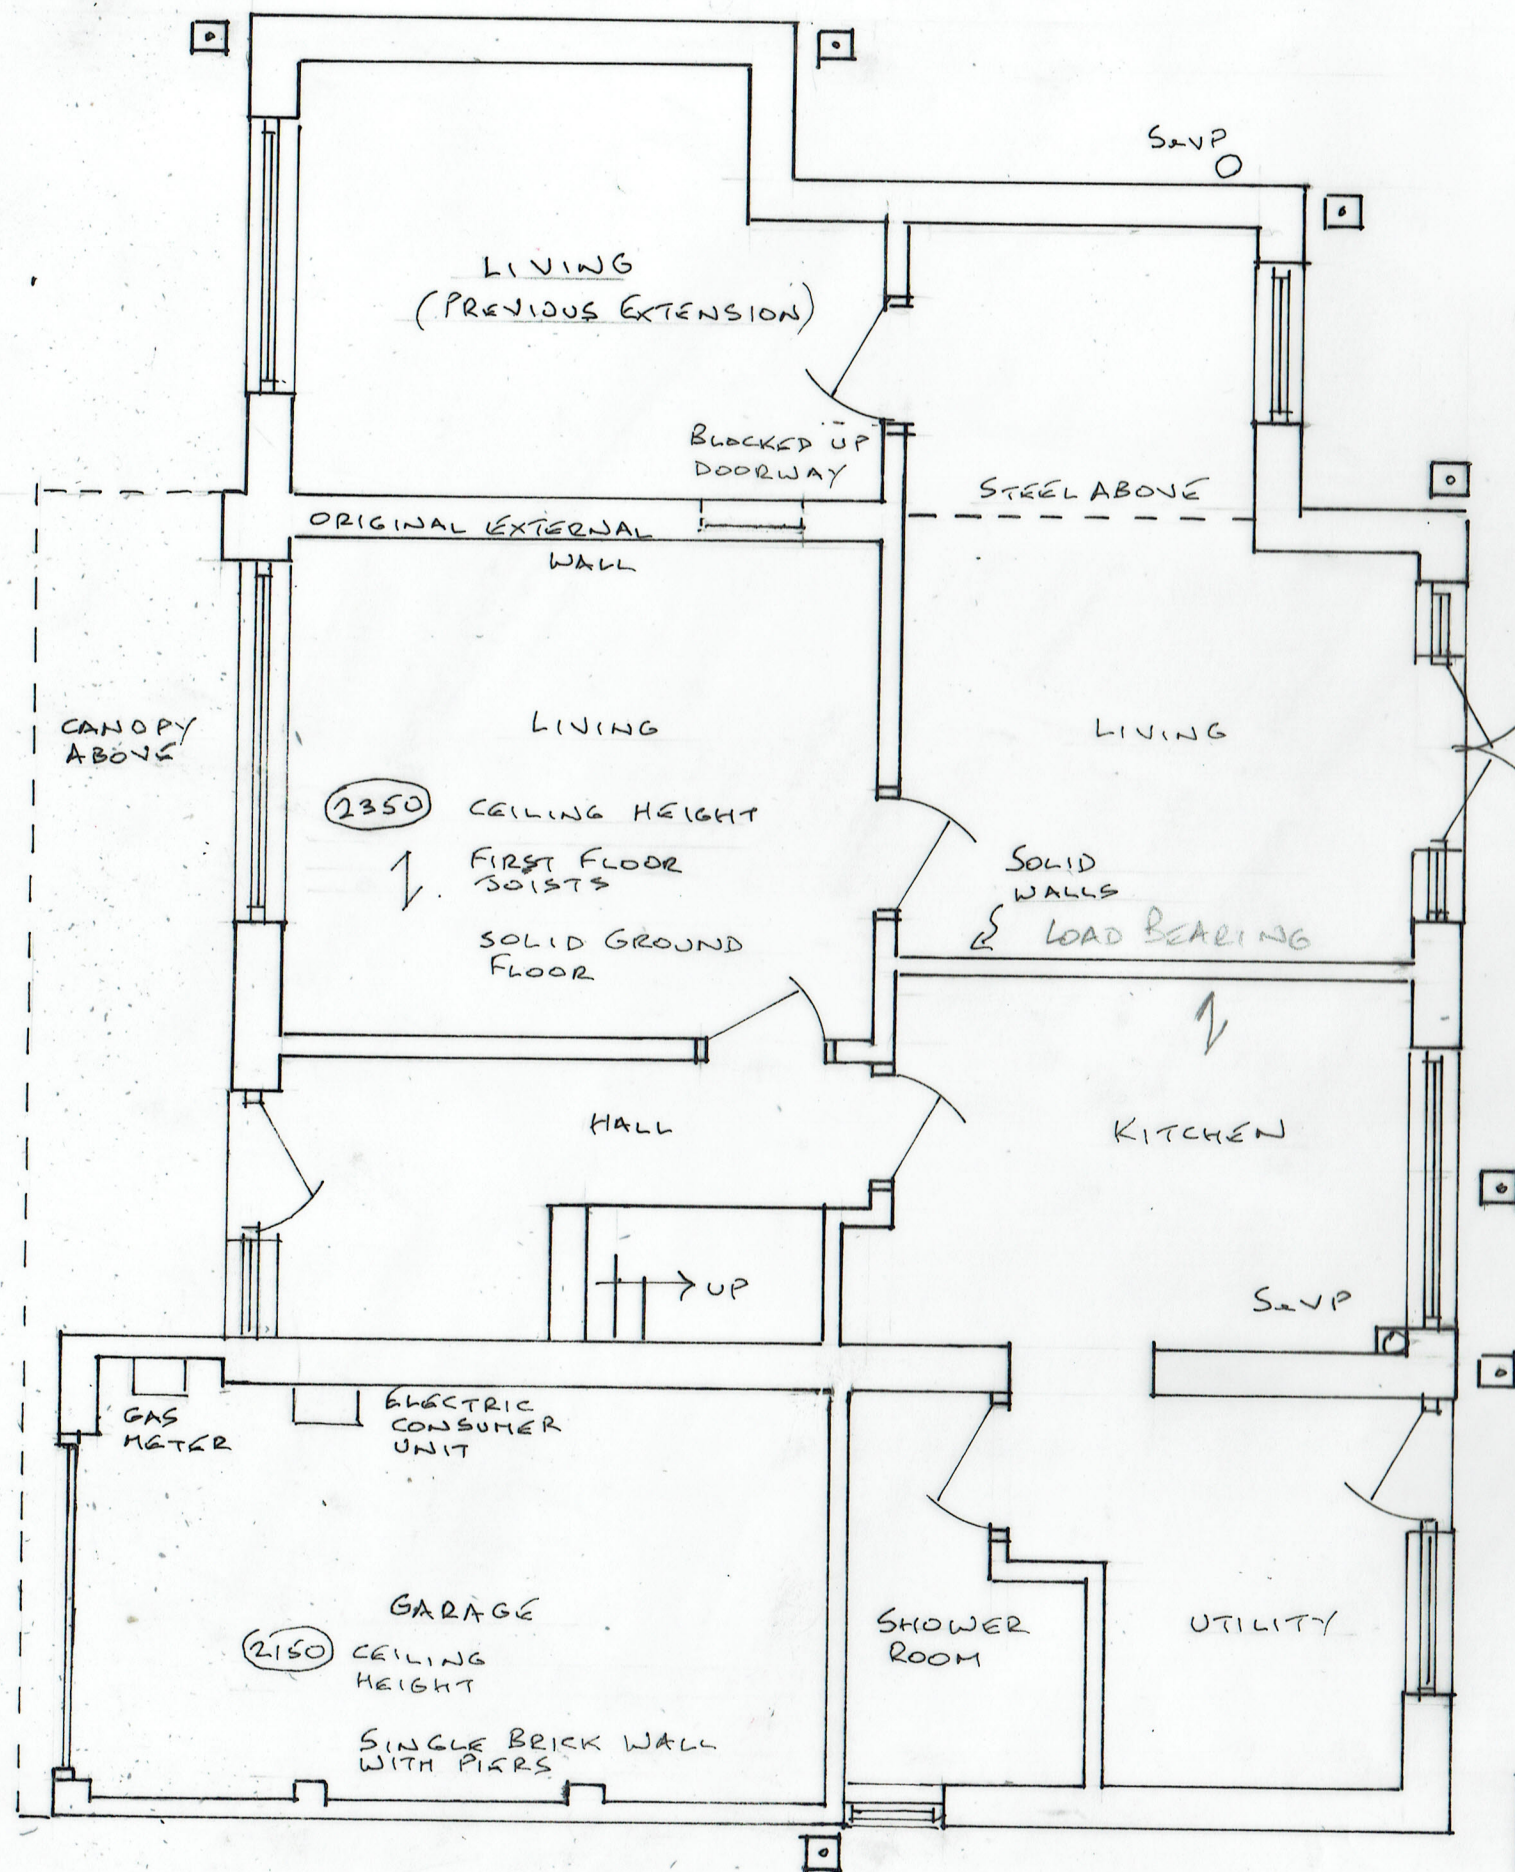 S&VP
LIVING
(PREVIOUS EXTENSION)
BLOCKED UP
DOORWAY
STEEL ABOVE
ORIGINAL EXTERNAL
WALL
CANOPY
ABOVE
LIVING
LIVING
2350 CEILING HEIGHT
FIRST FLOOR
JOISTS
SOLID
WALLS
LOAD BEARING
SOLID GROUND
FLOOR
HALL
KITCHEN
UP
S&VP
GAS
METER
ELECTRIC
CONSUMER
UNIT
GARAGE
2150 CEILING
HEIGHT
SHOWER
ROOM
UTILITY
SINGLE BRICK WALL
WITH PIERS